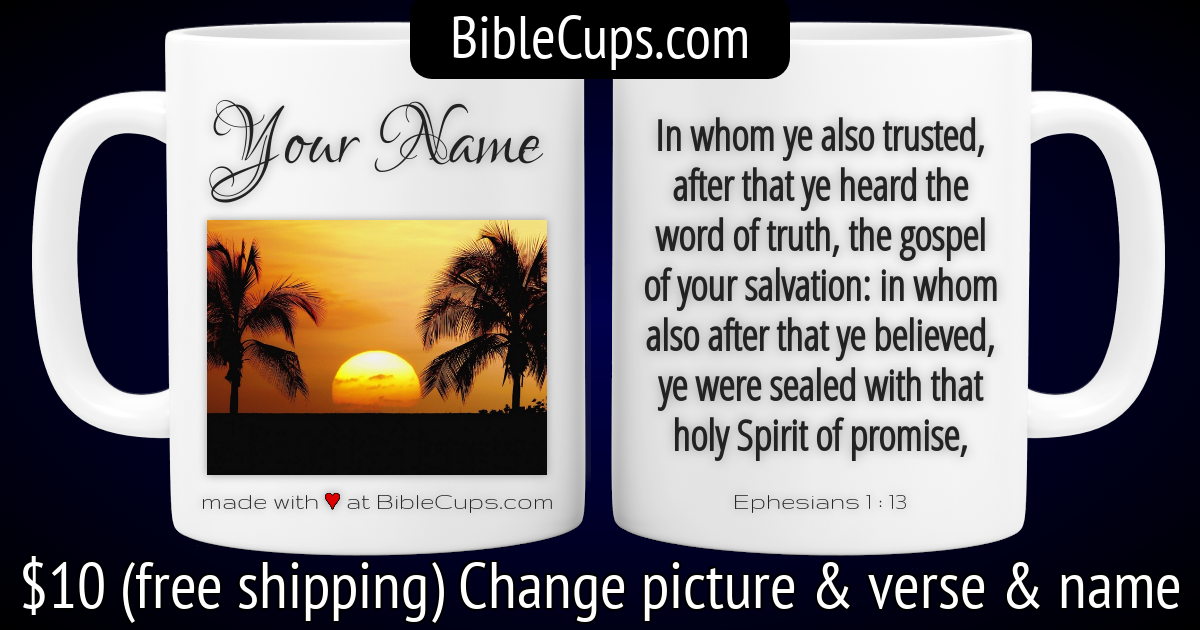 BibleCups.com
Your Name
made with ♥ at BibleCups.com
In whom ye also trusted,
after that ye heard the
word of truth, the gospel
of your salvation: in whom
also after that ye believed,
ye were sealed with that
holy Spirit of promise,
Ephesians 1 : 13
$10 (free shipping) Change picture & verse & name